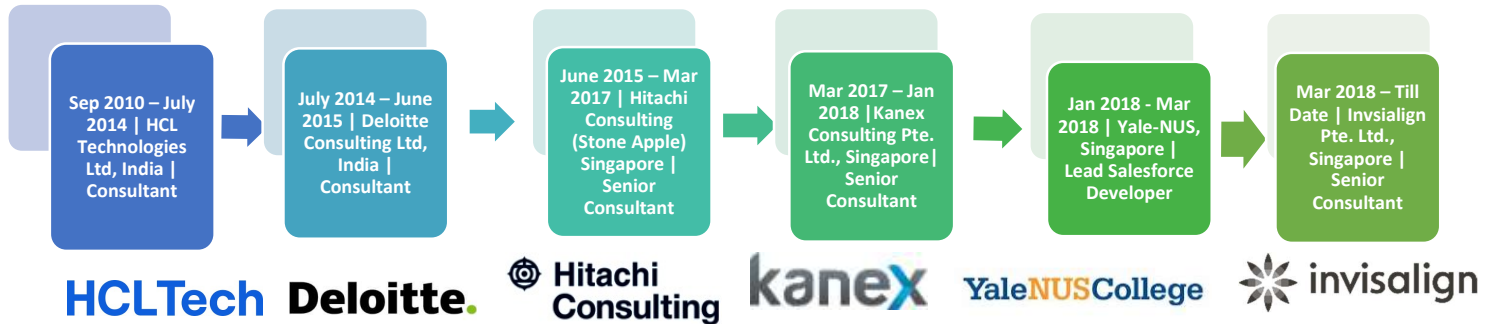 Sep 2010 – July
2014 | HCL
Technologies
Ltd, India |
Consultant
July 2014 – June
2015 | Deloitte
Consulting Ltd,
India |
Consultant
June 2015 – Mar
2017 | Hitachi
Consulting
(Stone Apple)
Singapore |
Senior
Consultant
Mar 2017 – Jan
2018 |Kanex
Consulting Pte.
Ltd., Singapore|
Senior
Consultant
Jan 2018 - Mar
2018 | Yale-NUS,
Singapore |
Lead Salesforce
Developer
Mar 2018 – Till
Date | Invsialign
Pte. Ltd.,
Singapore |
Senior
Consultant
HCLTech
Deloitte.
Hitachi
Consulting
kanex
YaleNUSCollege
invisalign